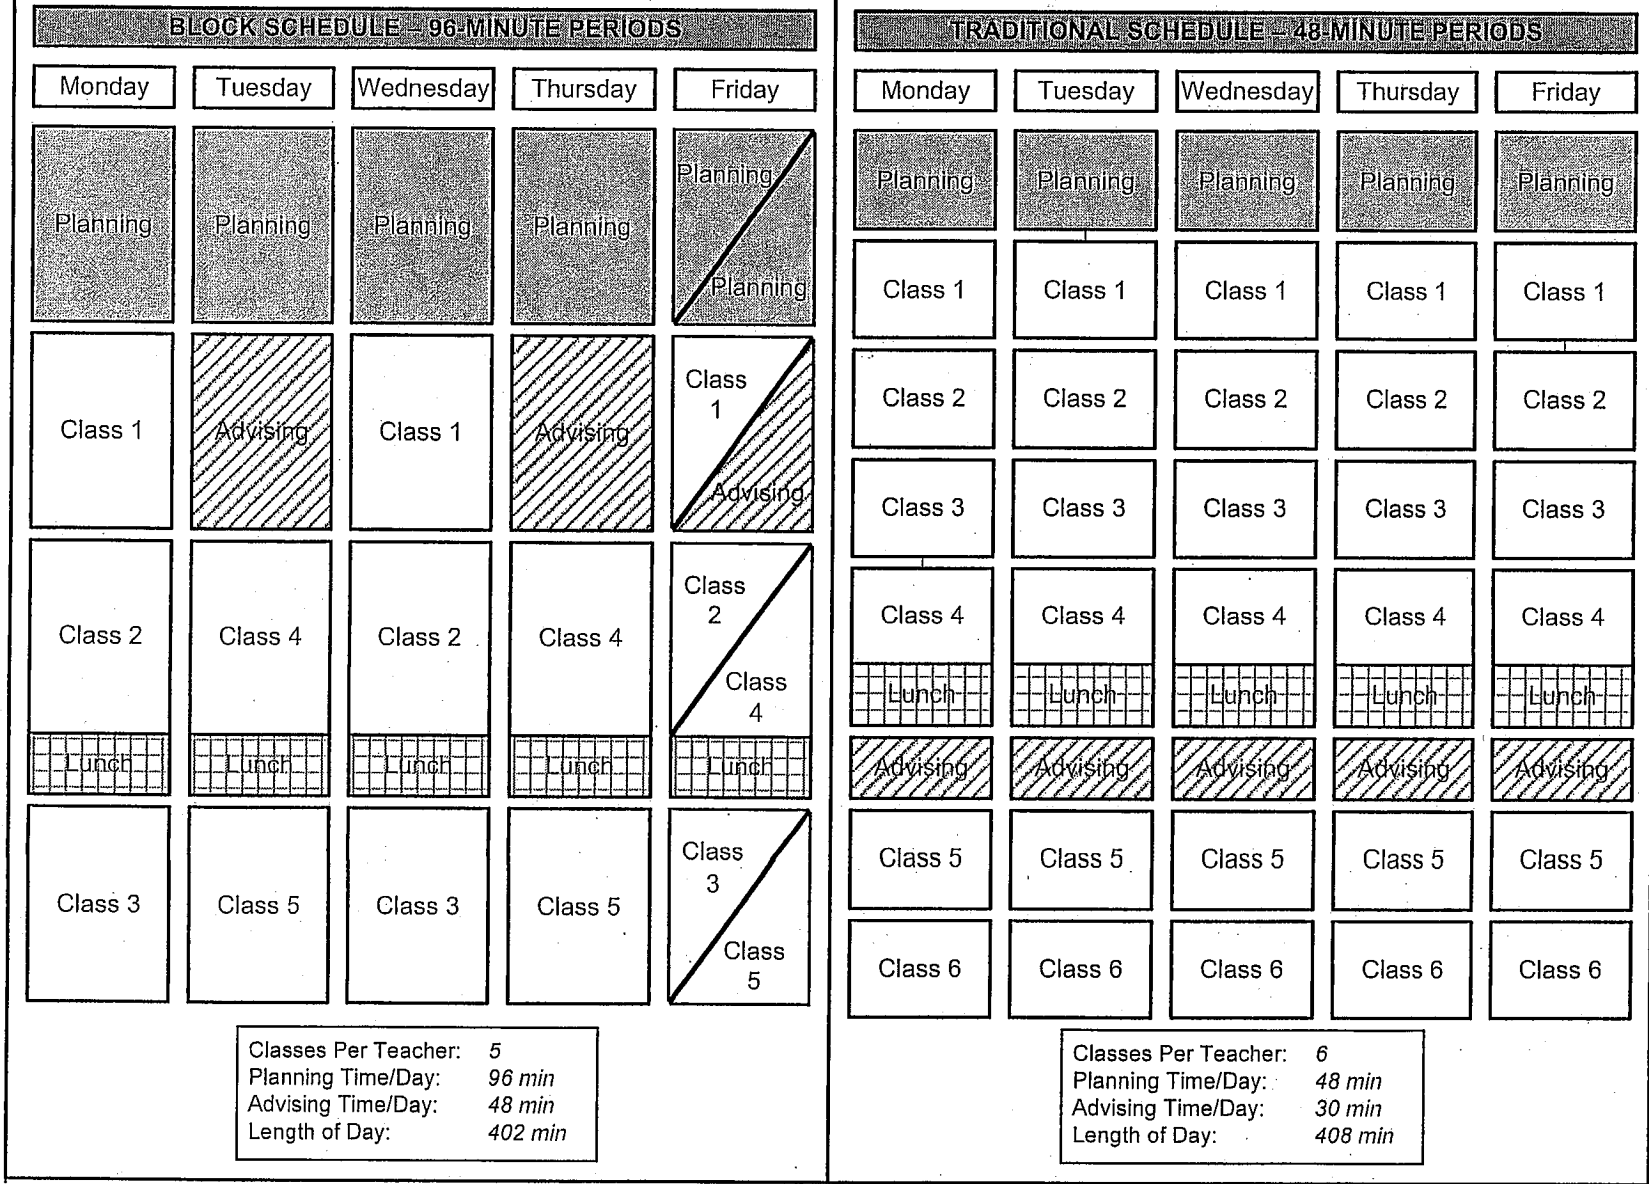 BLOCK SCHEDULE – 96-MINUTE PERIODS
Monday Tuesday Wednesday Thursday Friday
Planning Planning Planning Planning Planning
Planning
Class 1 Advising Class 1 Advising Class
1
Advising
Class 2 Class 4 Class 2 Class 4 Class
2
Class
4
Lunch Lunch Lunch Lunch Lunch
Class 3 Class 5 Class 3 Class 5 Class
3
Class
5
Classes Per Teacher: 5
Planning Time/Day: 96 min
Advising Time/Day: 48 min
Length of Day: 402 min
TRADITIONAL SCHEDULE – 48-MINUTE PERIODS
Monday Tuesday Wednesday Thursday Friday
Planning Planning Planning Planning Planning
Class 1 Class 1 Class 1 Class 1 Class 1
Class 2 Class 2 Class 2 Class 2 Class 2
Class 3 Class 3 Class 3 Class 3 Class 3
Class 4 Class 4 Class 4 Class 4 Class 4
Lunch Lunch Lunch Lunch Lunch
Advising Advising Advising Advising Advising
Class 5 Class 5 Class 5 Class 5 Class 5
Class 6 Class 6 Class 6 Class 6 Class 6
Classes Per Teacher: 6
Planning Time/Day: 48 min
Advising Time/Day: 30 min
Length of Day: 408 min